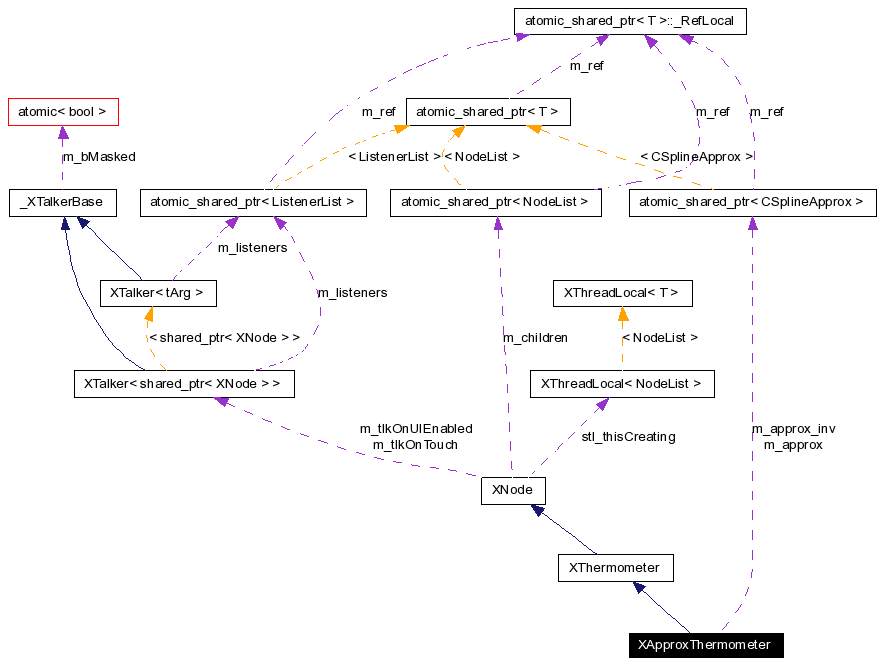 atomic_shared_ptr< T >::_RefLocal
m_ref
atomic< bool >
m_ref
atomic_shared_ptr< T >
m_ref
m_ref
m_bMasked
< ListenerList >
< NodeList >
< CSplineApprox >
_XTalkerBase
atomic_shared_ptr< ListenerList >
atomic_shared_ptr< NodeList >
atomic_shared_ptr< CSplineApprox >
m_listeners
XTalker< tArg >
m_listeners
XThreadLocal< T >
< shared_ptr< XNode > >
m_children
< NodeList >
XTalker< shared_ptr< XNode > >
XThreadLocal< NodeList >
m_tlkOnUIEnabled
m_tlkOnTouch
stl_thisCreating
m_approx_inv
m_approx
XNode
XThermometer
XApproxThermometer